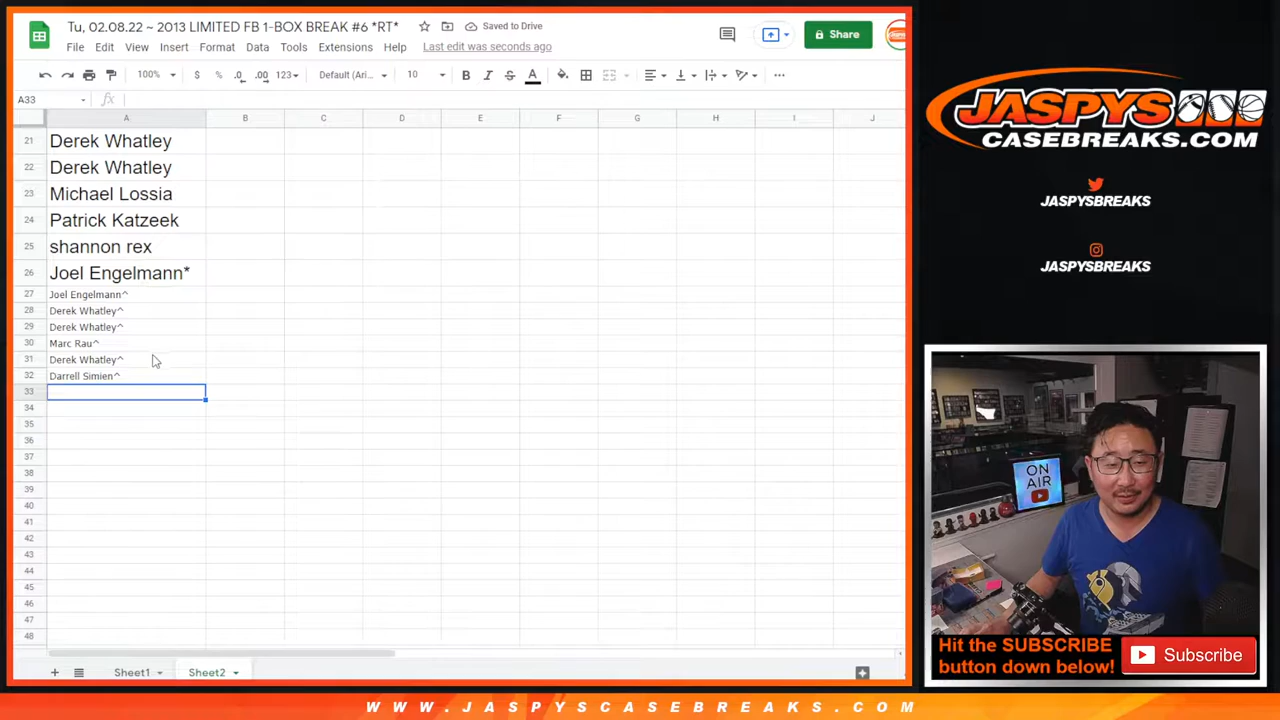 Tu, 02.08.22 ~ 2013 LIMITED FB 1-BOX BREAK #6 *RT*
Saved to Drive
File Edit View Insert Format Data Tools Extensions Help
Last edit was seconds ago
Share
100% $ % .0 .00 123 Default (Ari... 10 B I S A
A33 fx
A B C D E F G H I J
21 Derek Whatley
22 Derek Whatley
23 Michael Lossia
24 Patrick Katzeek
25 shannon rex
26 Joel Engelmann*
27 Joel Engelmann^
28 Derek Whatley^
29 Derek Whatley^
30 Marc Rau^
31 Derek Whatley^
32 Darrell Simien^
33
34
35
36
37
38
39
40
41
42
43
44
45
46
47
48
Sheet1 Sheet2
JASPYS
CASEBREAKS.COM
JASPYSBREAKS
JASPYSBREAKS
ON
AIR
Hit the SUBSCRIBE
button down below!
Subscribe
WWW.JASPYSCASEBREAKS.COM